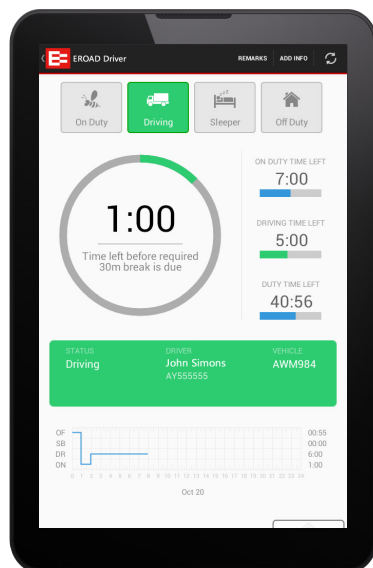 EROAD Driver
REMARKS
ADD INFO
On Duty
Driving
Sleeper
Off Duty
1:00
Time left before required
30m break is due
ON DUTY TIME LEFT
7:00
DRIVING TIME LEFT
5:00
DUTY TIME LEFT
40:56
STATUS
Driving
DRIVER
John Simons
AY555555
VEHICLE
AWM984
OF 00:55
SB 00:00
DR 6:00
ON 1:00
0 1 2 3 4 5 6 7 8 9 10 11 12 13 14 15 16 17 18 19 20 21 22 23 24
Oct 20